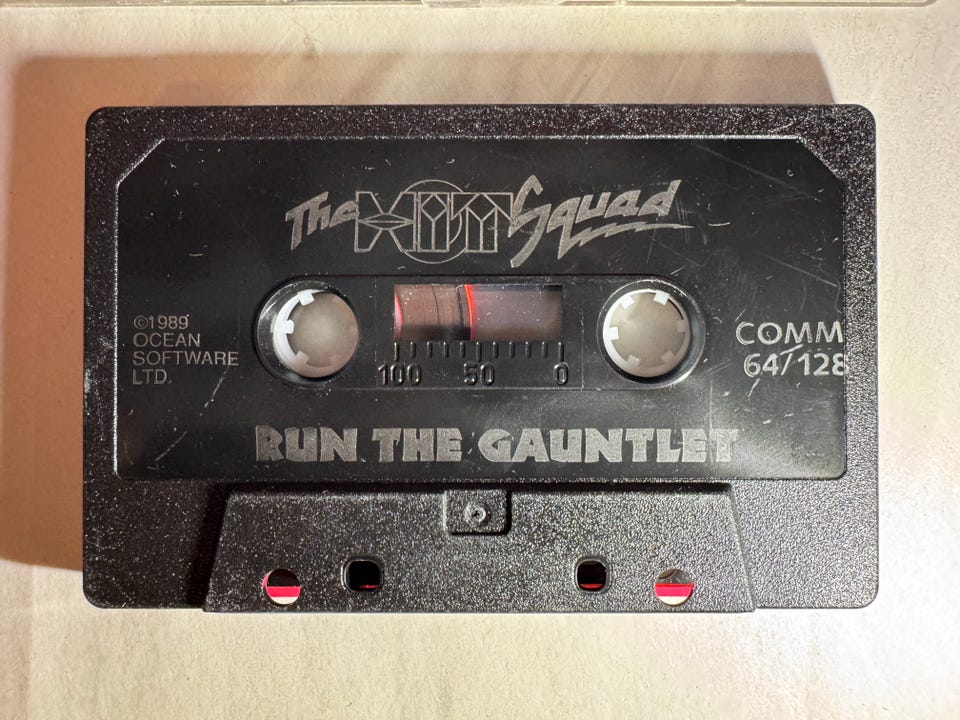 The HIT Squad
©1989
OCEAN
SOFTWARE
LTD.
100 50 0
COMM
64/128
RUN THE GAUNTLET